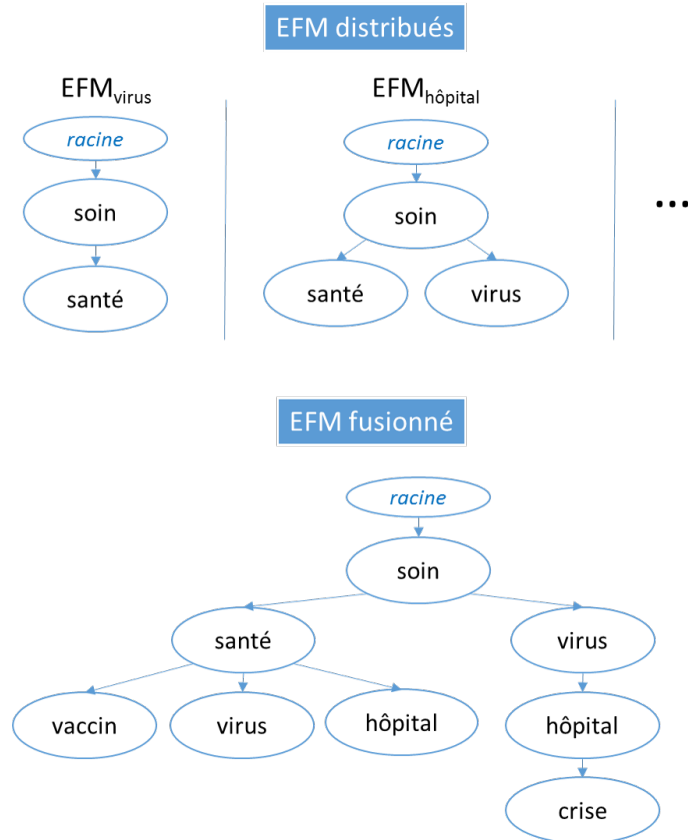 EFM distribués
EFMvirus
EFMhôpital
racine
racine
soin
soin
...
santé
santé
virus
EFM fusionné
racine
soin
santé
virus
vaccin
virus
hôpital
hôpital
crise